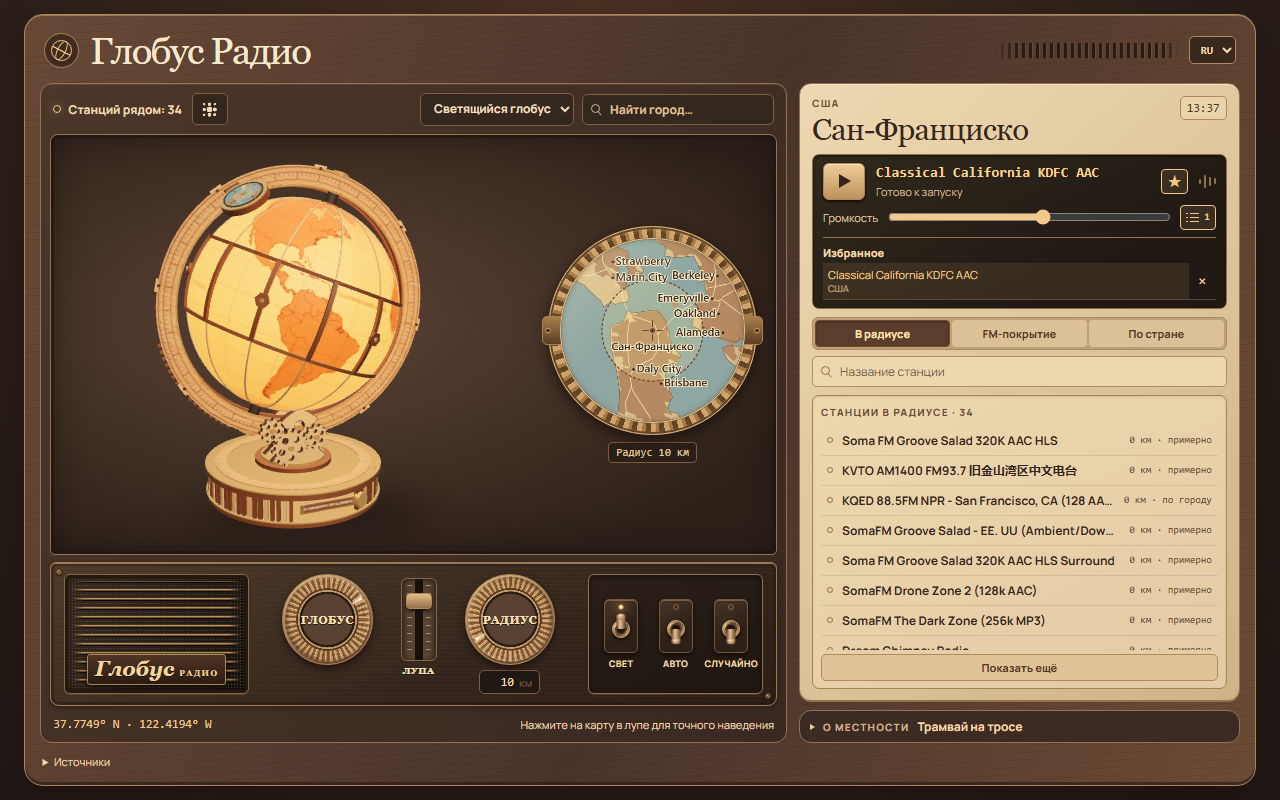 Глобус Радио
RU
Станций рядом: 34
Светящийся глобус
Найти город...
Strawberry
Marin City
Berkeley
Emeryville
Oakland
Alameda
Сан-Франциско
Daly City
Brisbane
Радиус 10 км
Глобус РАДИО
ГЛОБУС
ЛУПА
РАДИУС
10 км
СВЕТ
АВТО
СЛУЧАЙНО
37.7749° N · 122.4194° W
Нажмите на карту в лупе для точного наведения
Источники
США
13:37
Сан-Франциско
Classical California KDFC AAC
Готово к запуску
Громкость
1
Избранное
Classical California KDFC AAC
США
×
В радиусе
FM-покрытие
По стране
Название станции
СТАНЦИИ В РАДИУСЕ · 34
Soma FM Groove Salad 320K AAC HLS 0 км · примерно
KVTO AM1400 FM93.7 旧金山湾区中文电台 0 км · примерно
KQED 88.5FM NPR - San Francisco, CA (128 AA... 0 км · по городу
SomaFM Groove Salad - EE. UU (Ambient/Dow... 0 км · примерно
Soma FM Groove Salad 320K AAC HLS Surround 0 км · примерно
SomaFM Drone Zone 2 (128k AAC) 0 км · примерно
SomaFM The Dark Zone (256k MP3) 0 км · примерно
Показать ещё
О МЕСТНОСТИ Трамвай на тросе